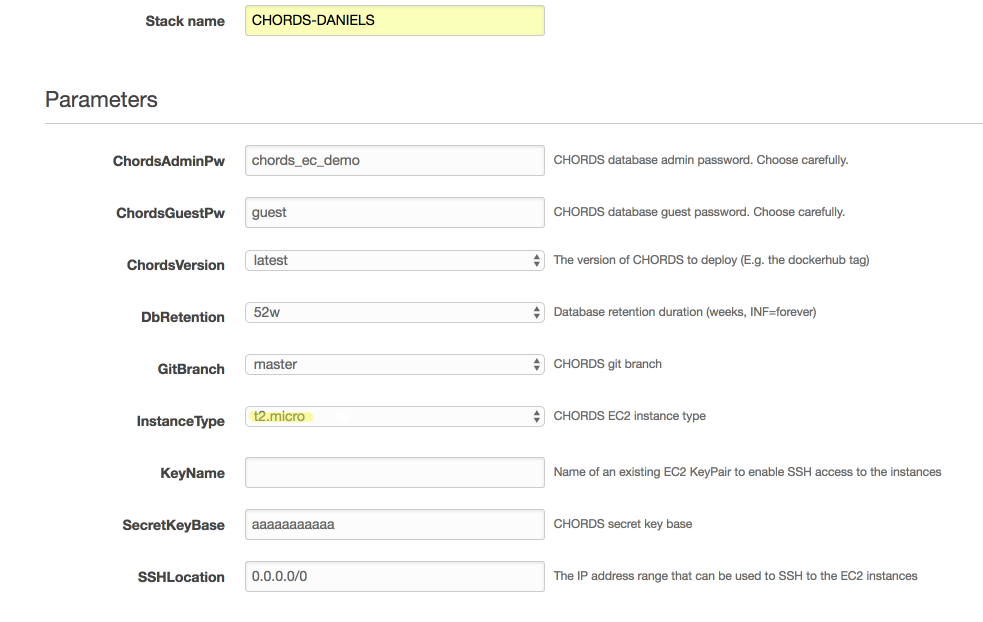 Stack name CHORDS-DANIELS
Parameters
ChordsAdminPw chords_ec_demo CHORDS database admin password. Choose carefully.
ChordsGuestPw guest CHORDS database guest password. Choose carefully.
ChordsVersion latest The version of CHORDS to deploy (E.g. the dockerhub tag)
DbRetention 52w Database retention duration (weeks, INF=forever)
GitBranch master CHORDS git branch
InstanceType t2.micro CHORDS EC2 instance type
KeyName Name of an existing EC2 KeyPair to enable SSH access to the instances
SecretKeyBase aaaaaaaaaaa CHORDS secret key base
SSHLocation 0.0.0.0/0 The IP address range that can be used to SSH to the EC2 instances